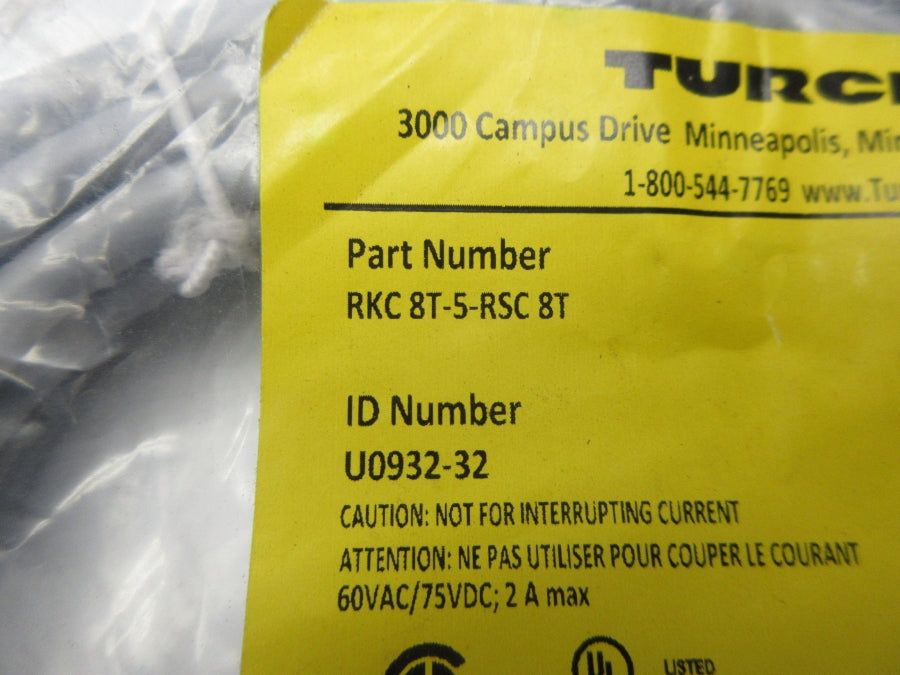 TURC
3000 Campus Drive Minneapolis, Min
1-800-544-7769 www.Tu
Part Number
RKC 8T-5-RSC 8T
ID Number
U0932-32
CAUTION: NOT FOR INTERRUPTING CURRENT
ATTENTION: NE PAS UTILISER POUR COUPER LE COURANT
60VAC/75VDC; 2 A max
UL LISTED